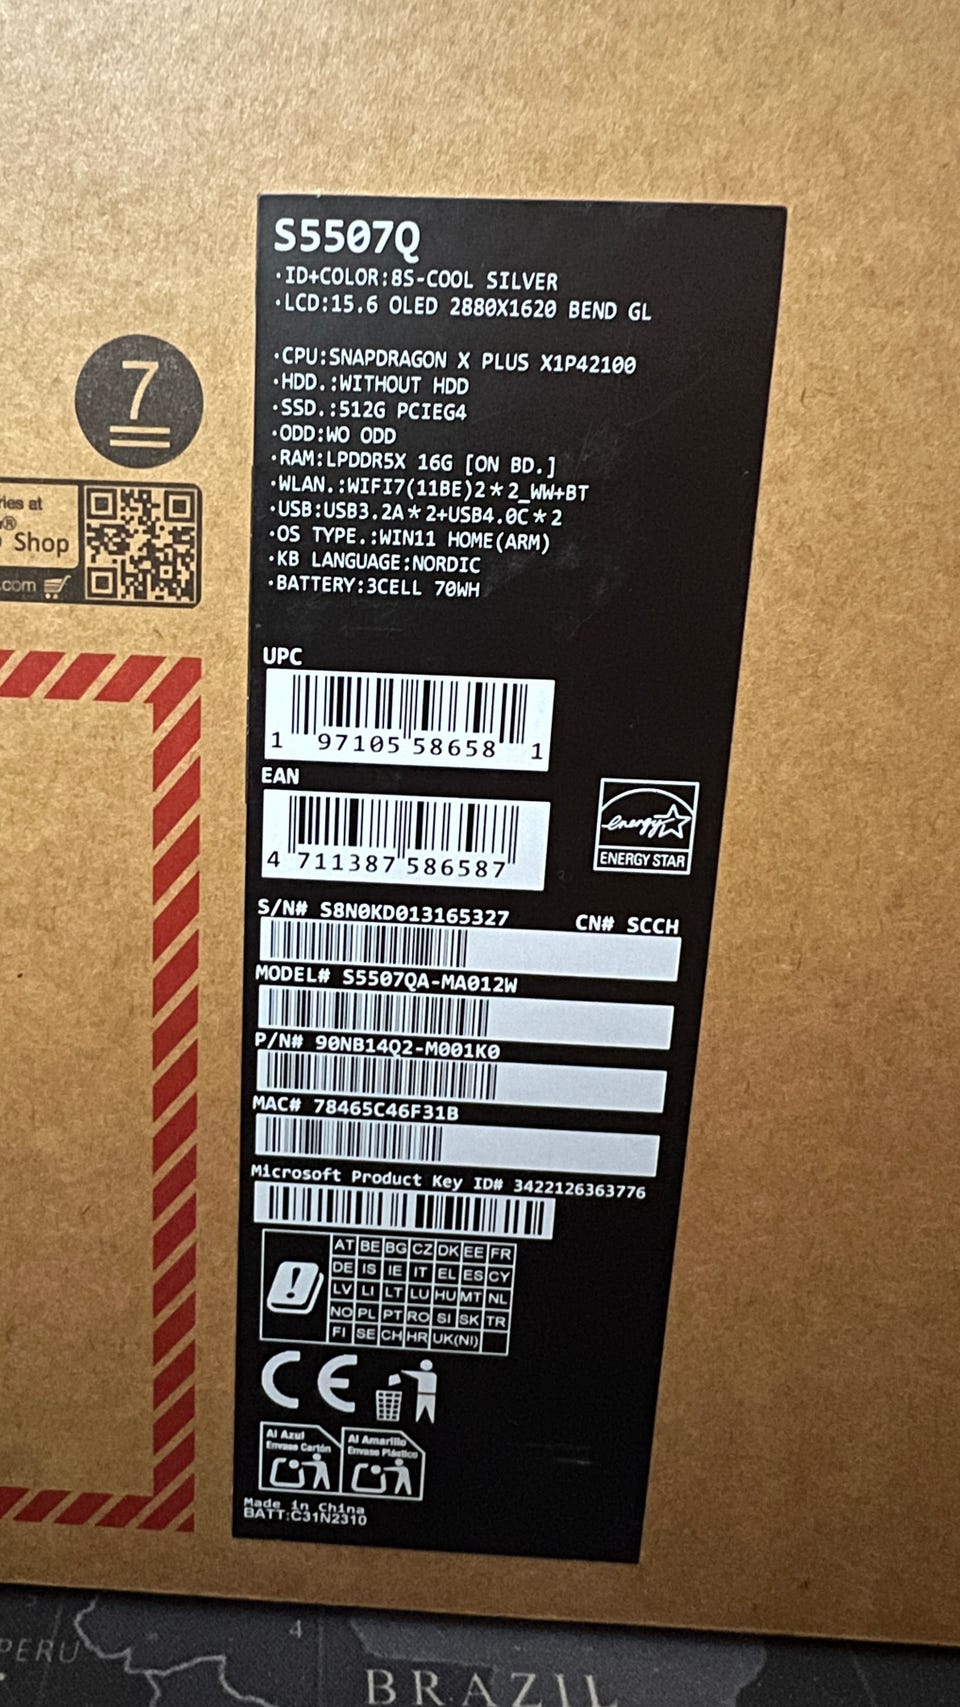 S5507Q
·ID+COLOR:8S-COOL SILVER
·LCD:15.6 OLED 2880X1620 BEND GL
·CPU:SNAPDRAGON X PLUS X1P42100
·HDD.:WITHOUT HDD
·SSD.:512G PCIEG4
·ODD:WO ODD
·RAM:LPDDR5X 16G [ON BD.]
·WLAN.:WIFI7(11BE)2*2_WW+BT
·USB:USB3.2A*2+USB4.0C*2
·OS TYPE.:WIN11 HOME(ARM)
·KB LANGUAGE:NORDIC
·BATTERY:3CELL 70WH
7
ries at
®
Shop
.com
UPC
1 97105 58658 1
EAN
4 711387 586587
energy
ENERGY STAR
S/N# S8N0KD013165327 CN# SCCH
MODEL# S5507QA-MA012W
P/N# 90NB14Q2-M001K0
MAC# 78465C46F31B
Microsoft Product Key ID# 3422126363776
AT BE BG CZ DK EE FR
DE IS IE IT EL ES CY
LV LI LT LU HU MT NL
NO PL PT RO SI SK TR
FI SE CH HR UK(NI)
CE
Al Azul
Envase Cartón
Al Amarillo
Envase Plástico
Made in China
BATT:C31N2310
PERU
4
BRAZIL